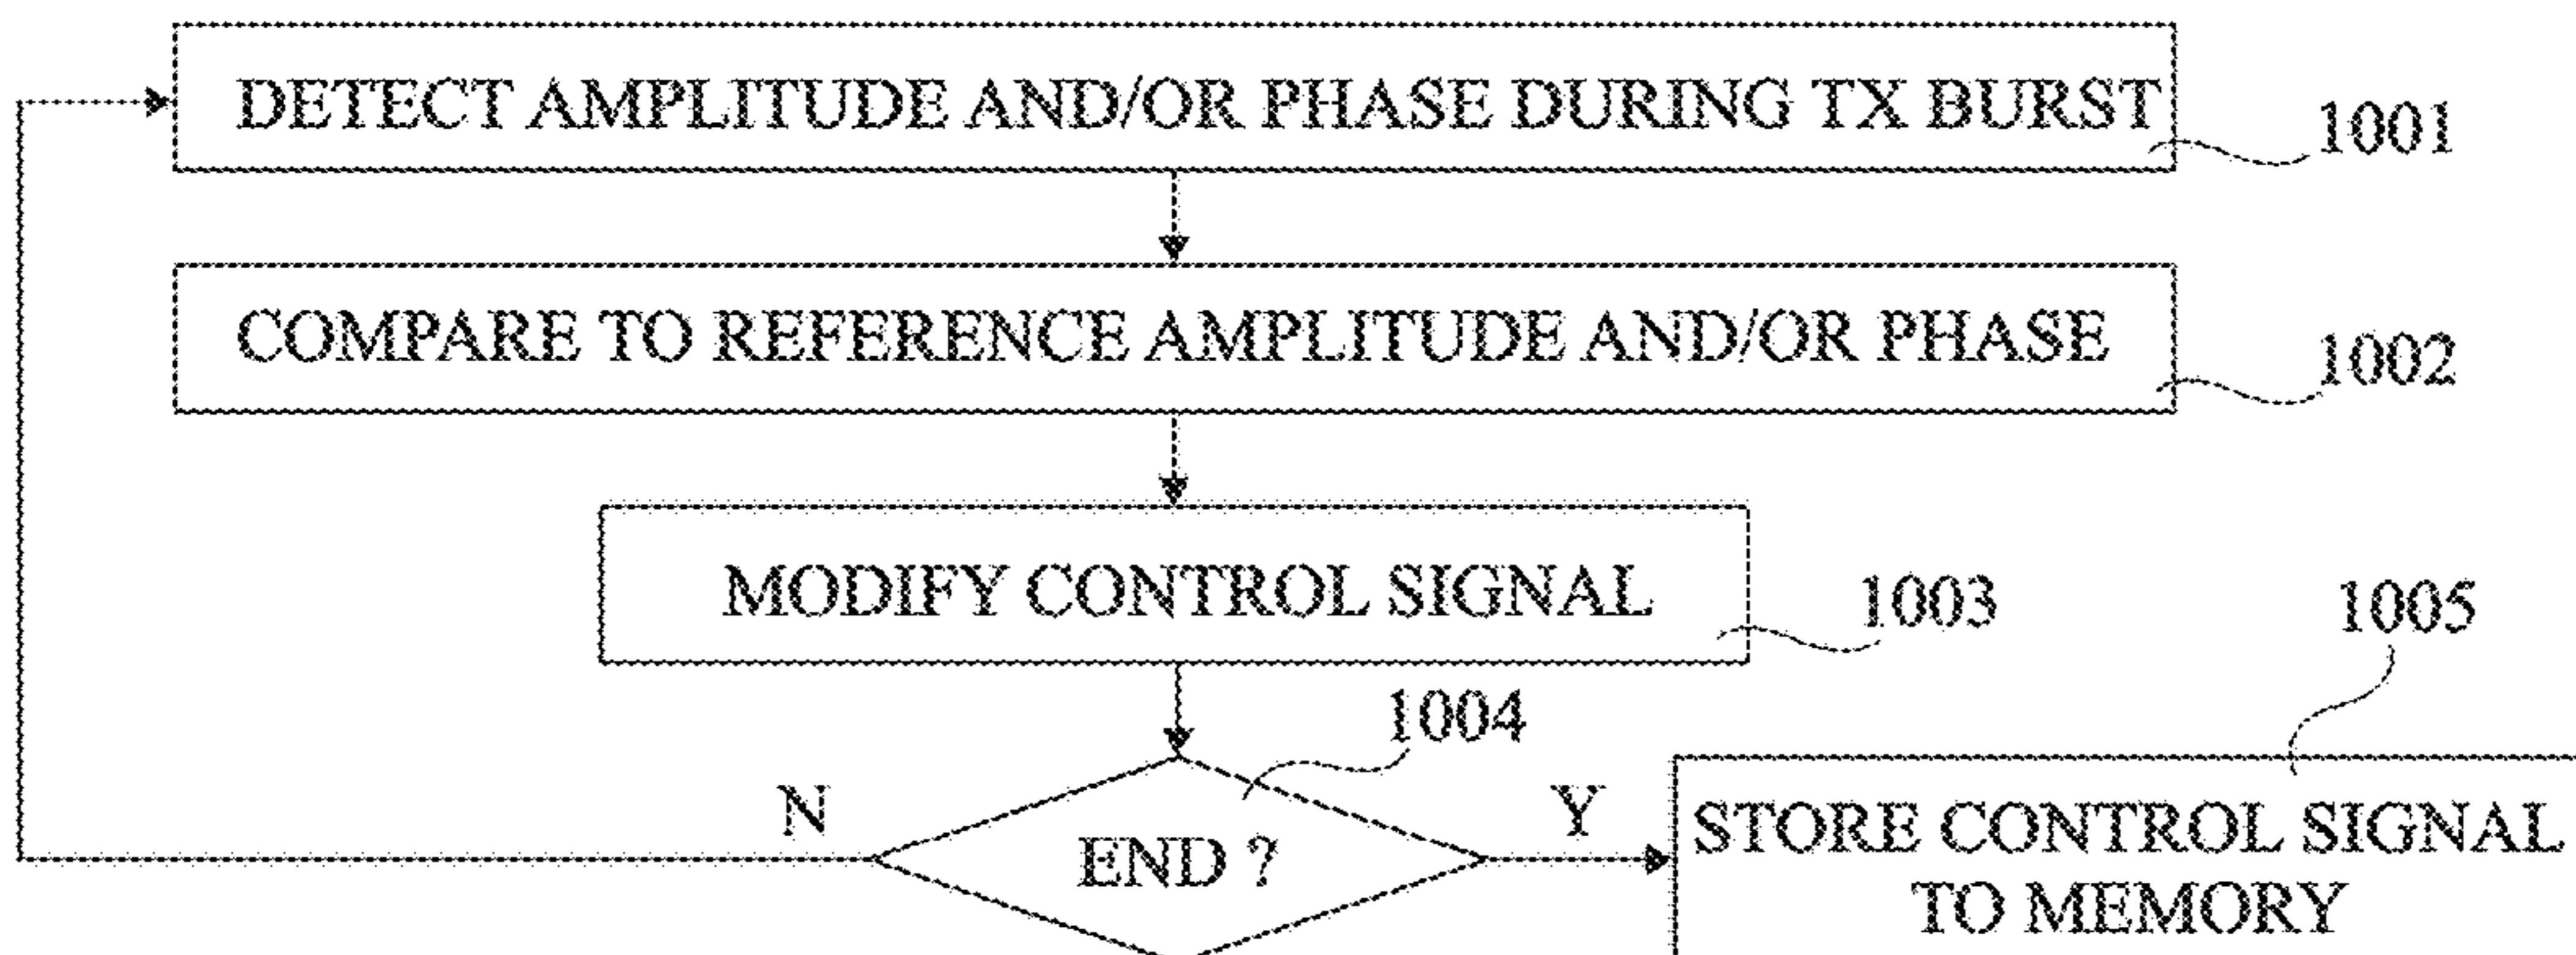 DETECT AMPLITUDE AND/OR PHASE DURING TX BURST
1001
COMPARE TO REFERENCE AMPLITUDE AND/OR PHASE
1002
MODIFY CONTROL SIGNAL
1003
1004
1005
N
END ?
Y
STORE CONTROL SIGNAL
TO MEMORY